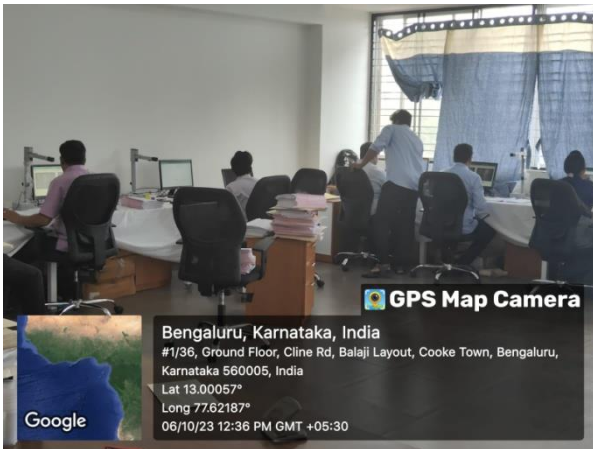 GPS Map Camera
Bengaluru, Karnataka, India
#1/36, Ground Floor, Cline Rd, Balaji Layout, Cooke Town, Bengaluru,
Karnataka 560005, India
Lat 13.00057°
Long 77.62187°
06/10/23 12:36 PM GMT +05:30
Google